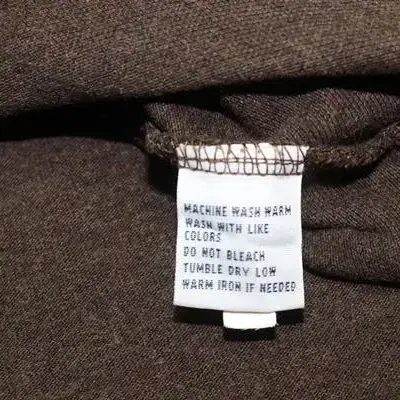 MACHINE WASH WARM
WASH WITH LIKE
COLORS
DO NOT BLEACH
TUMBLE DRY LOW
WARM IRON IF NEEDED